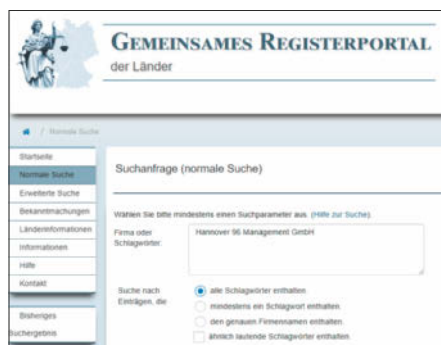 GEMEINSAMES REGISTERPORTAL
der Länder
/ Normale Suche
Startseite
Normale Suche
Erweiterte Suche
Bekanntmachungen
Länderinformationen
Informationen
Hilfe
Kontakt
Bisheriges
Suchergebnis
Suchanfrage (normale Suche)
Wählen Sie bitte mindestens einen Suchparameter aus. (Hilfe zur Suche).
Firma oder
Schlagwörter:
Hannover 96 Management GmbH
Suche nach
Einträgen, die
alle Schlagwörter enthalten.
mindestens ein Schlagwort enthalten.
den genauen Firmennamen enthalten.
ähnlich lautende Schlagwörter enthalten.